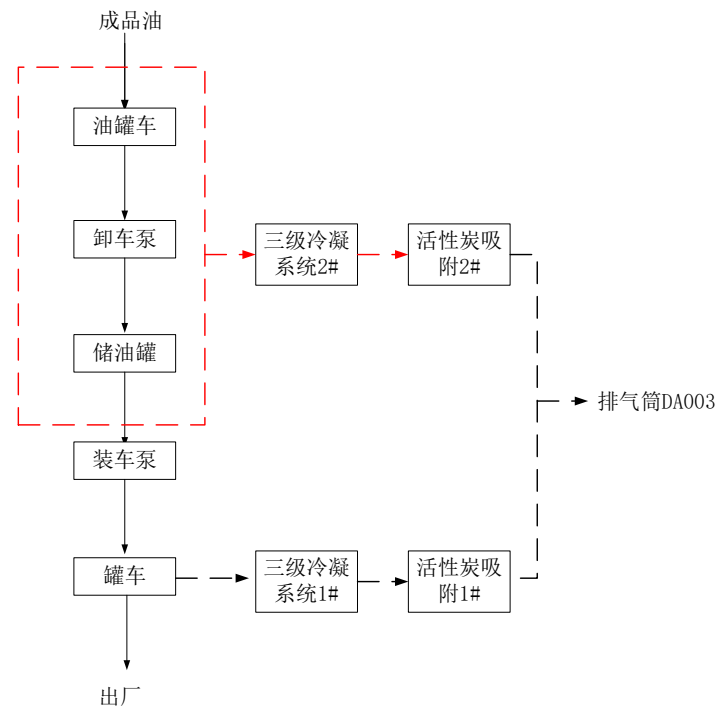 成品油
油罐车
卸车泵
三级冷凝
系统2#
活性炭吸
附2#
储油罐
排气筒DA003
装车泵
罐车
三级冷凝
系统1#
活性炭吸
附1#
出厂